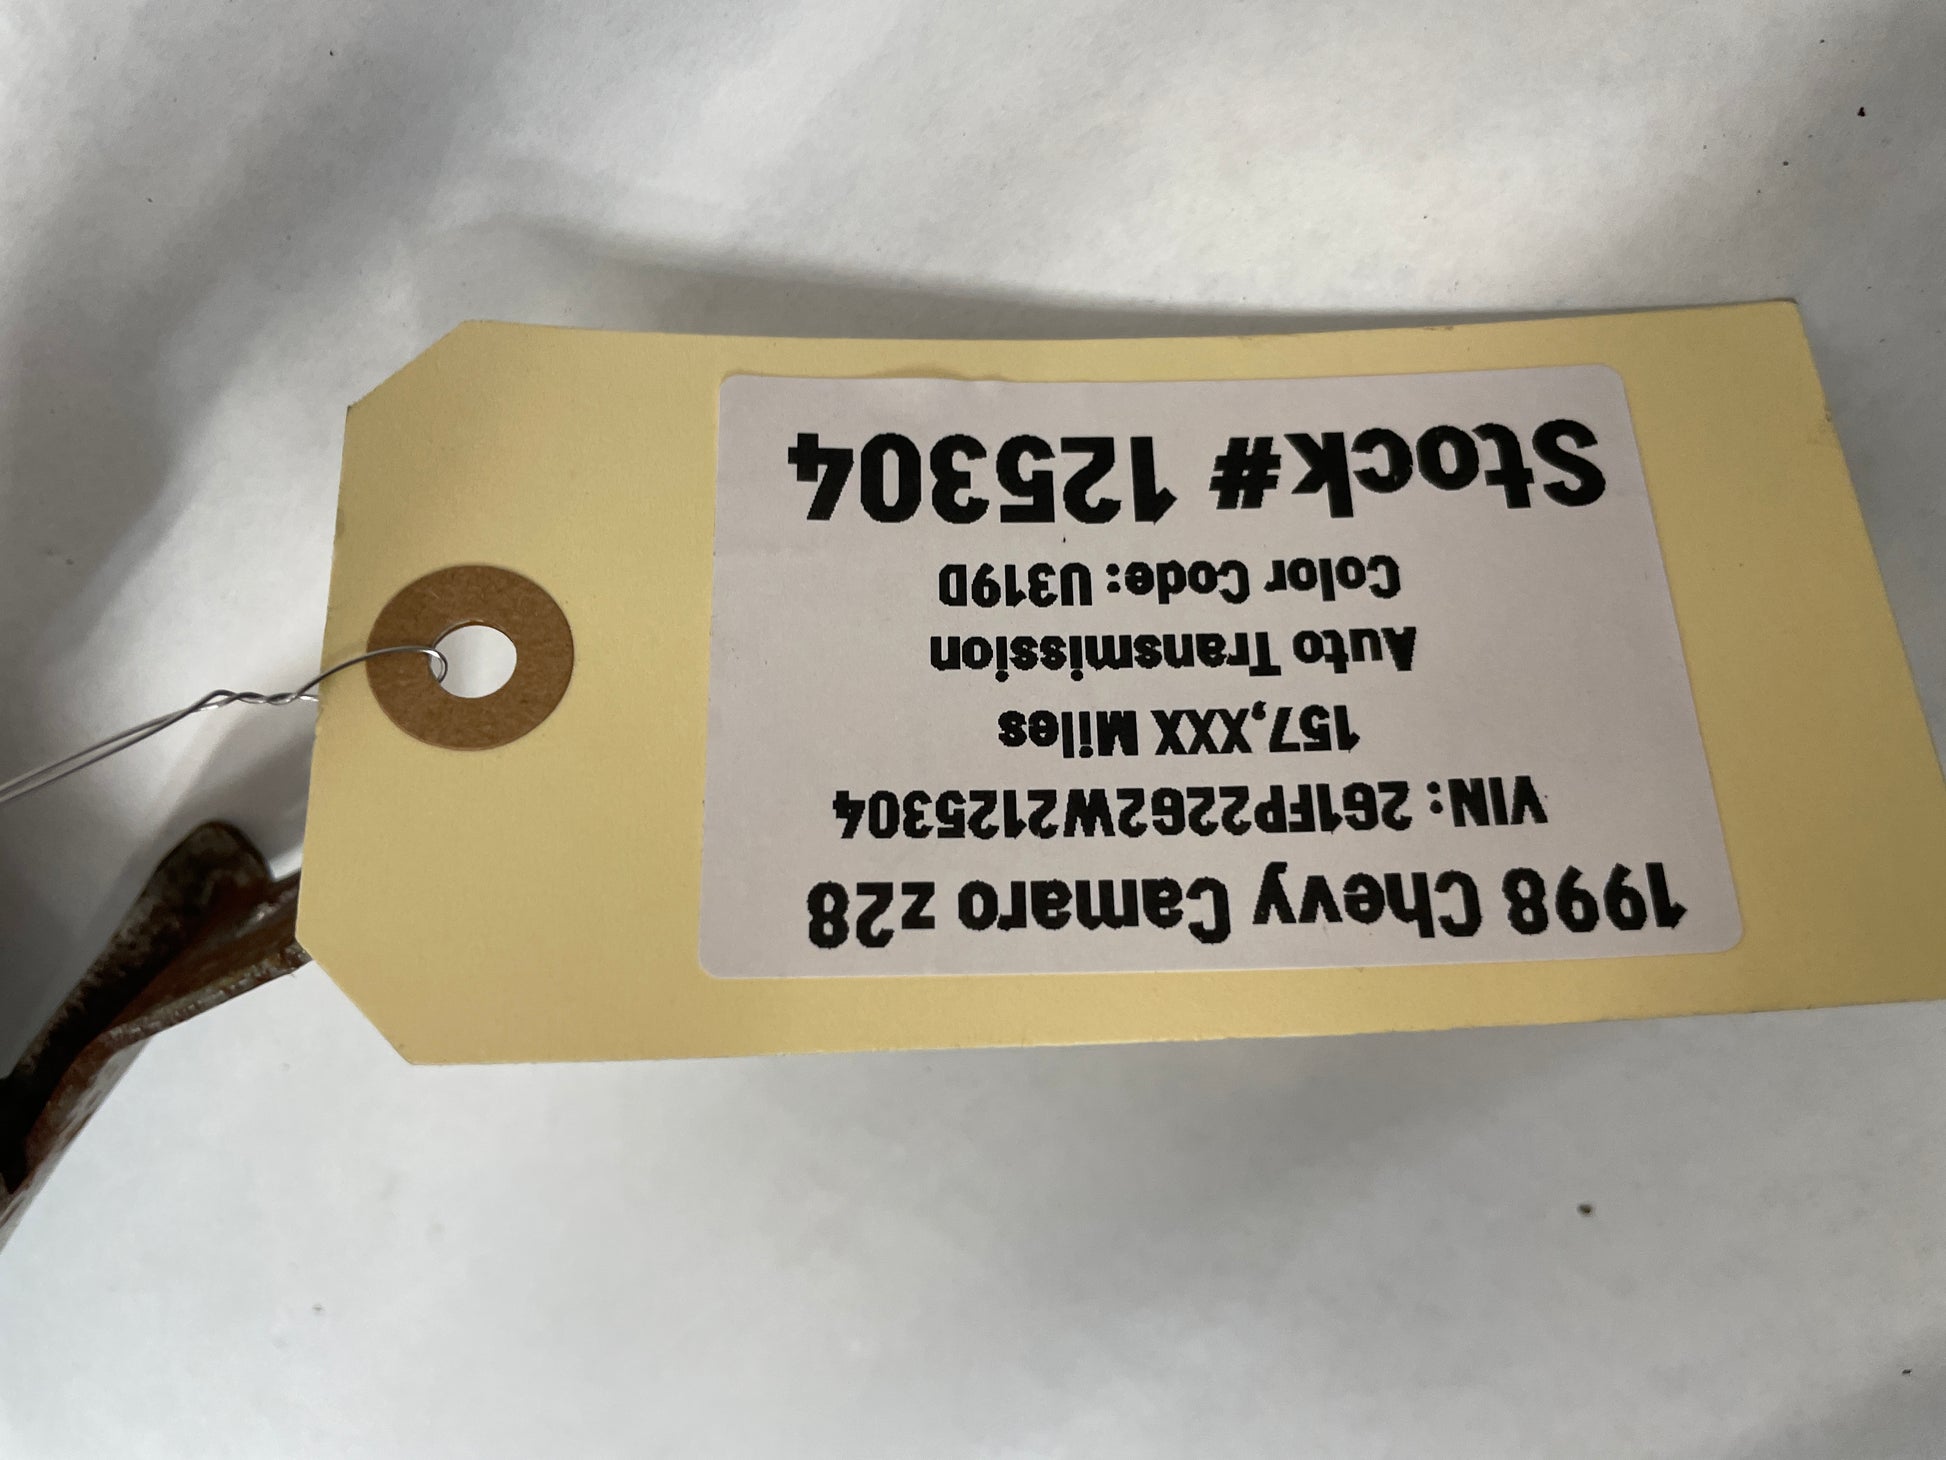 1998 Chevy Camaro z28
VIN: 2G1FP22G2W2125304
157,XXX Miles
Auto Transmission
Color Code: U319D
Stock# 125304